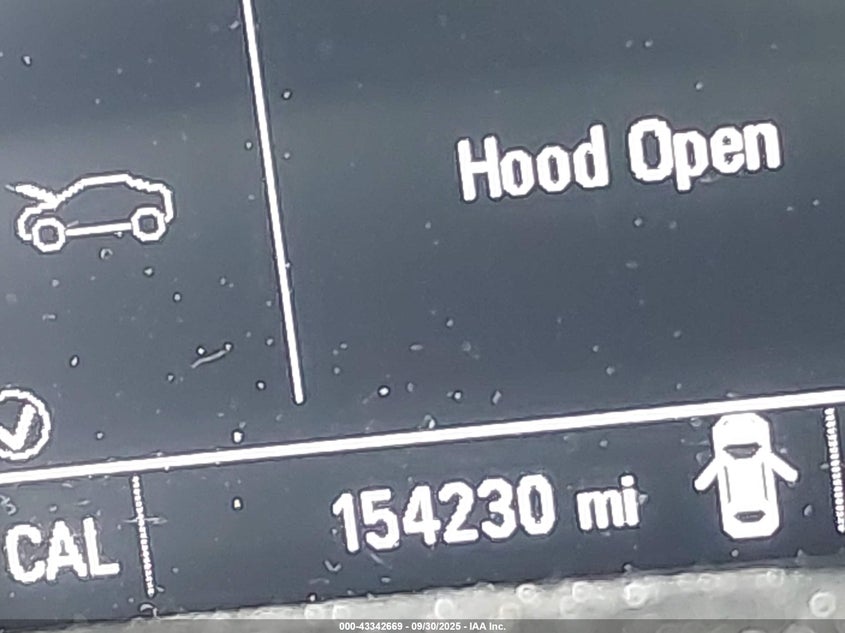 Hood Open
CAL
154230 mi
000-43342669 - 09/30/2025 - IAA Inc.